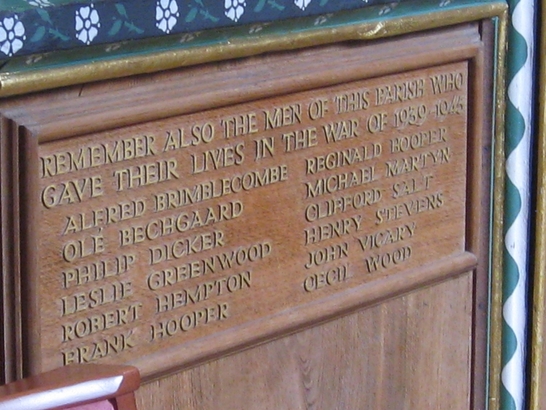 REMEMBER ALSO THE MEN OF THIS PARISH WHO
GAVE THEIR LIVES IN THE WAR OF 1939-1945
ALFRED BRIMBLECOMBE
OLE BECHGAARD
PHILIP DICKER
LESLIE GREENWOOD
ROBERT HEMPTON
FRANK HOOPER
REGINALD HOOPER
MICHAEL MARTYN
CLIFFORD SALT
HENRY STEVENS
JOHN VICARY
CECIL WOOD